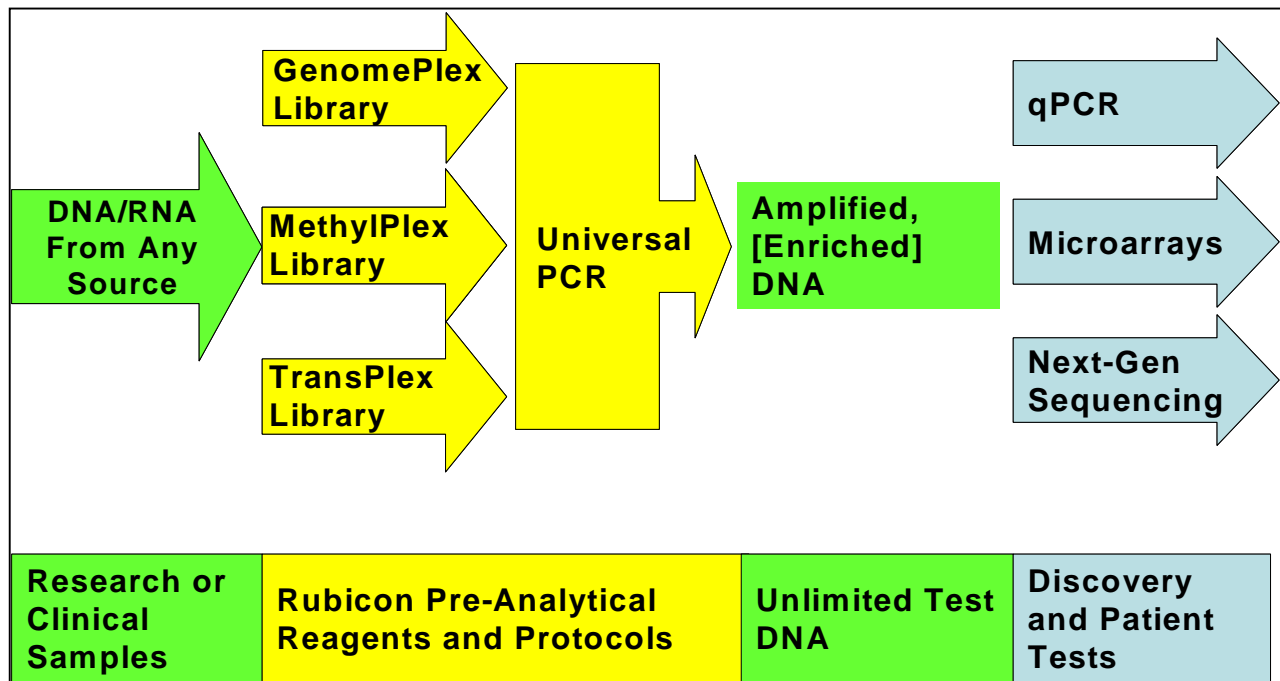 DNA/RNA
From Any
Source
GenomePlex
Library
MethylPlex
Library
TransPlex
Library
Universal
PCR
Amplified,
[Enriched]
DNA
qPCR
Microarrays
Next-Gen
Sequencing
Research or
Clinical
Samples
Rubicon Pre-Analytical
Reagents and Protocols
Unlimited Test
DNA
Discovery
and Patient
Tests